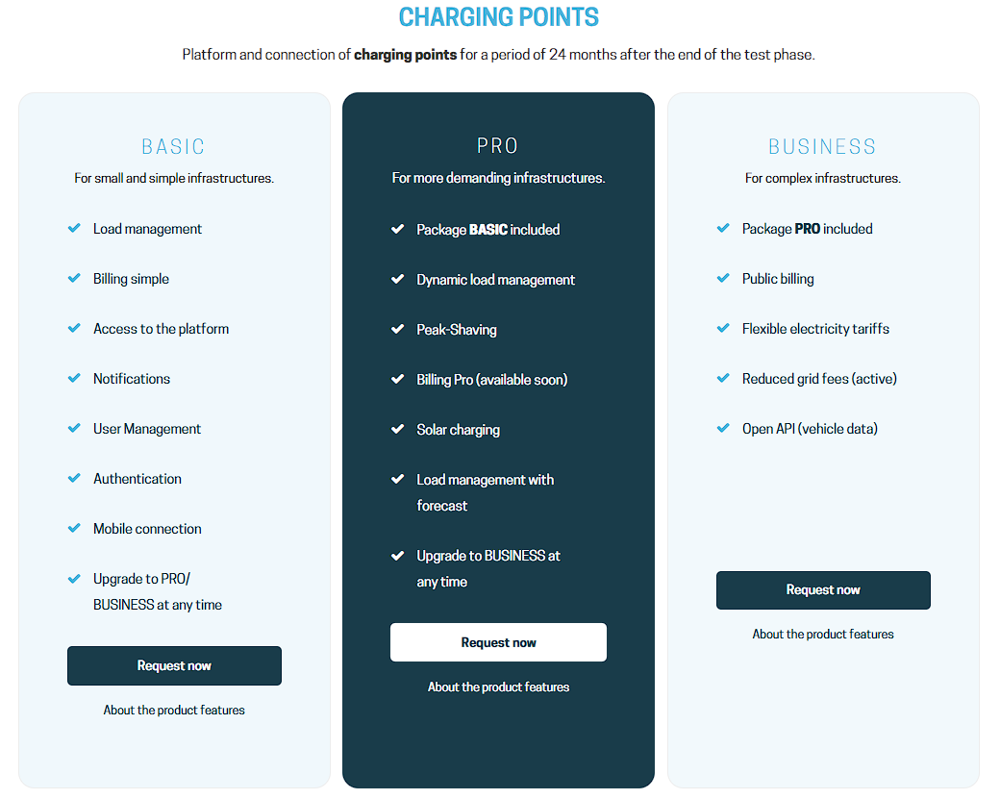 CHARGING POINTS
Platform and connection of charging points for a period of 24 months after the end of the test phase.
BASIC
For small and simple infrastructures.
Load management
Billing simple
Access to the platform
Notifications
User Management
Authentication
Mobile connection
Upgrade to PRO/
BUSINESS at any time
Request now
About the product features
PRO
For more demanding infrastructures.
Package BASIC included
Dynamic load management
Peak-Shaving
Billing Pro (available soon)
Solar charging
Load management with
forecast
Upgrade to BUSINESS at
any time
Request now
About the product features
BUSINESS
For complex infrastructures.
Package PRO included
Public billing
Flexible electricity tariffs
Reduced grid fees (active)
Open API (vehicle data)
Request now
About the product features